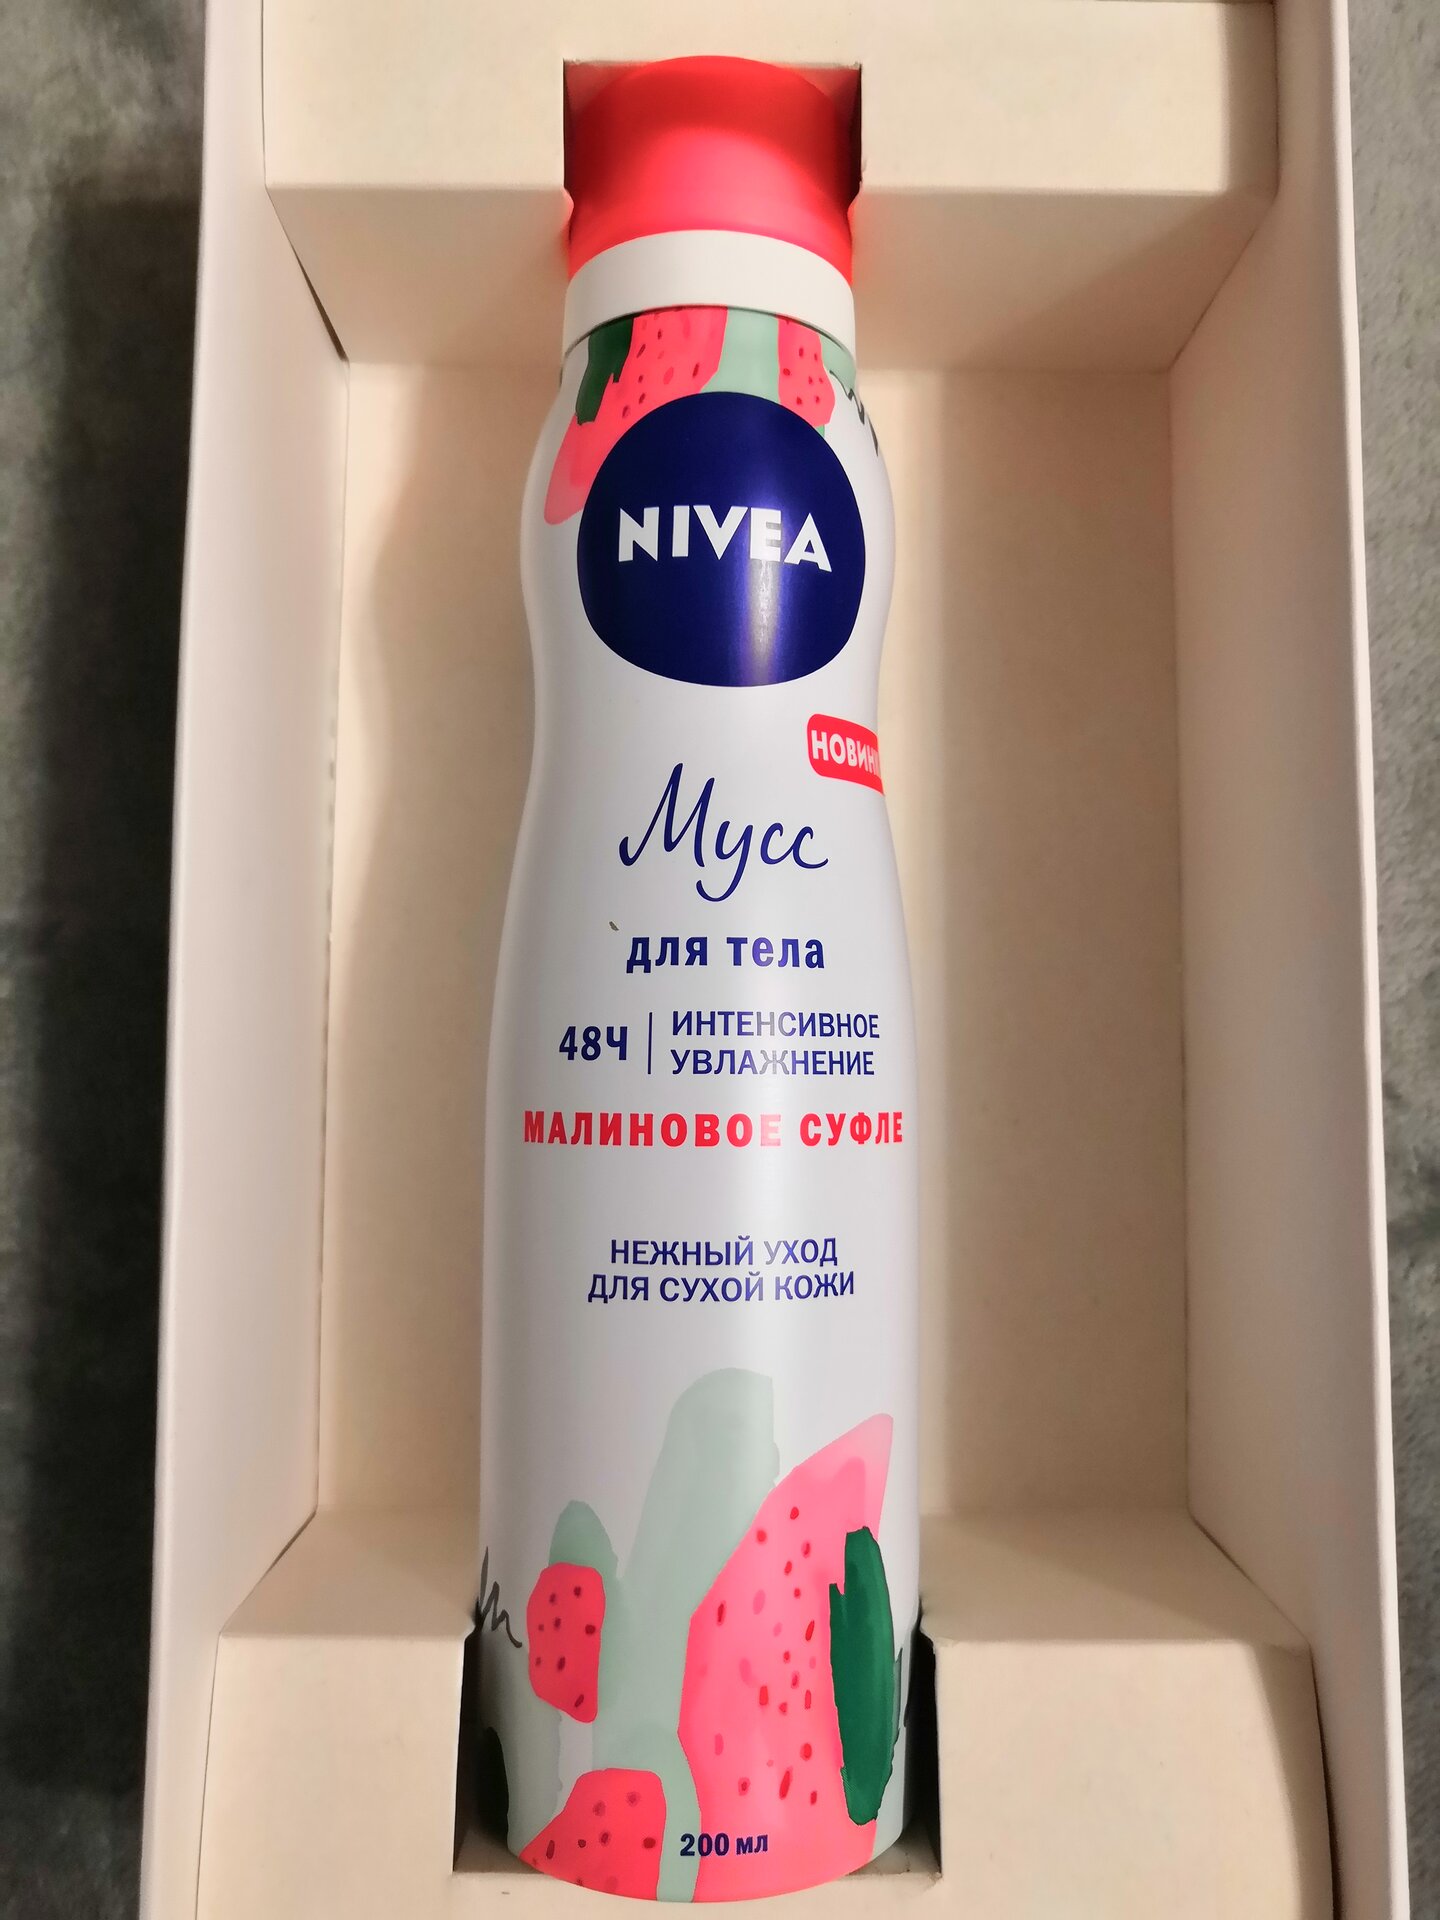 NIVEA
Мусс
для тела
48Ч
ИНТЕНСИВНОЕ
УВЛАЖНЕНИЕ
МАЛИНОВОЕ СУФЛЕ
НЕЖНЫЙ УХОД
ДЛЯ СУХОЙ КОЖИ
200 мл